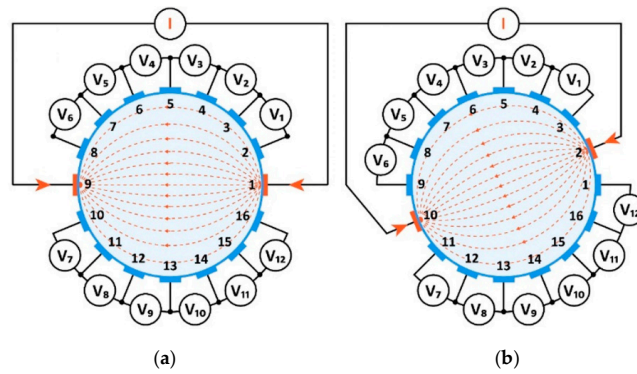 I
V4 V3
V5 V2
V6 V1
5
6 4
7 3
8 2
9 1
10 16
11 15
12 14
13
V7 V12
V8 V11
V9 V10
(a)
I
V3 V2
V4 V1
V5
V6
5
6 4
7 3
8 2
9 1
10 16
11 15
12 14
13
V12
V7 V11
V8 V10
V9
(b)